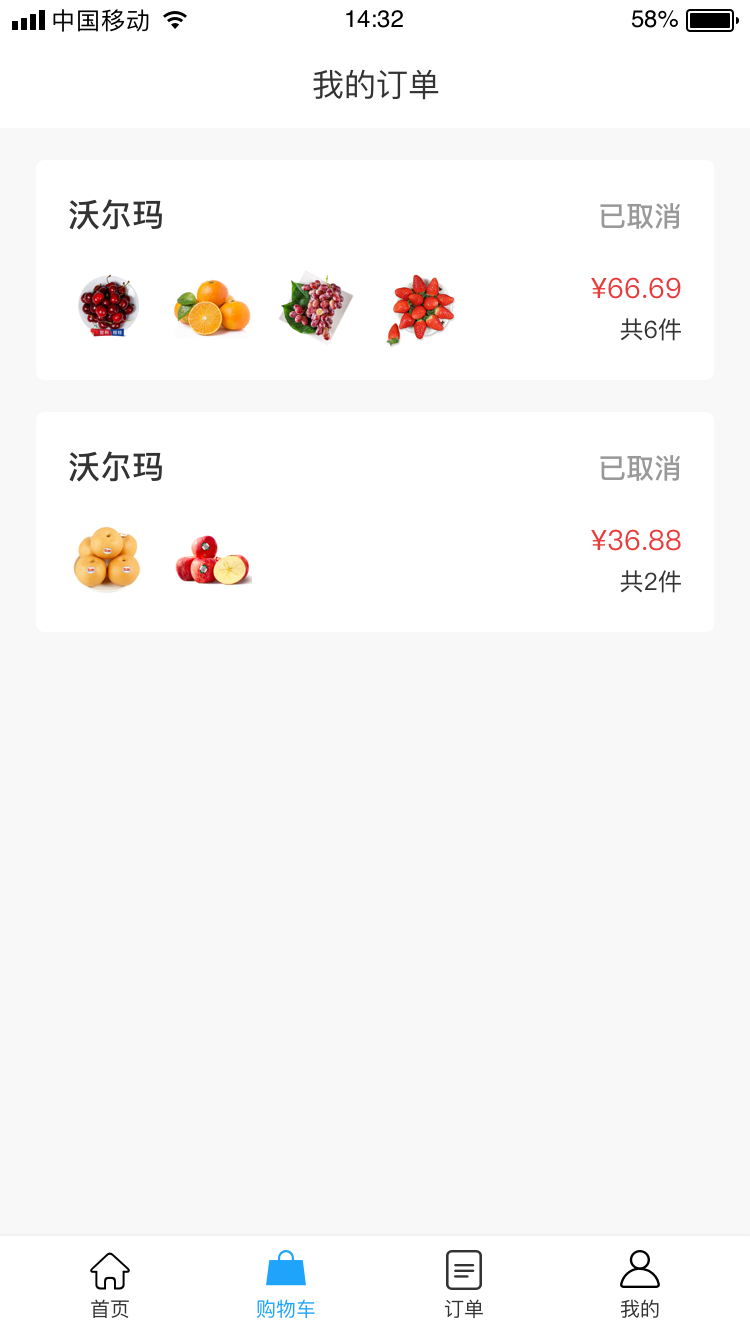 中国移动 14:32 58%
我的订单
沃尔玛 已取消
¥66.69
共6件
沃尔玛 已取消
¥36.88
共2件
首页 购物车 订单 我的